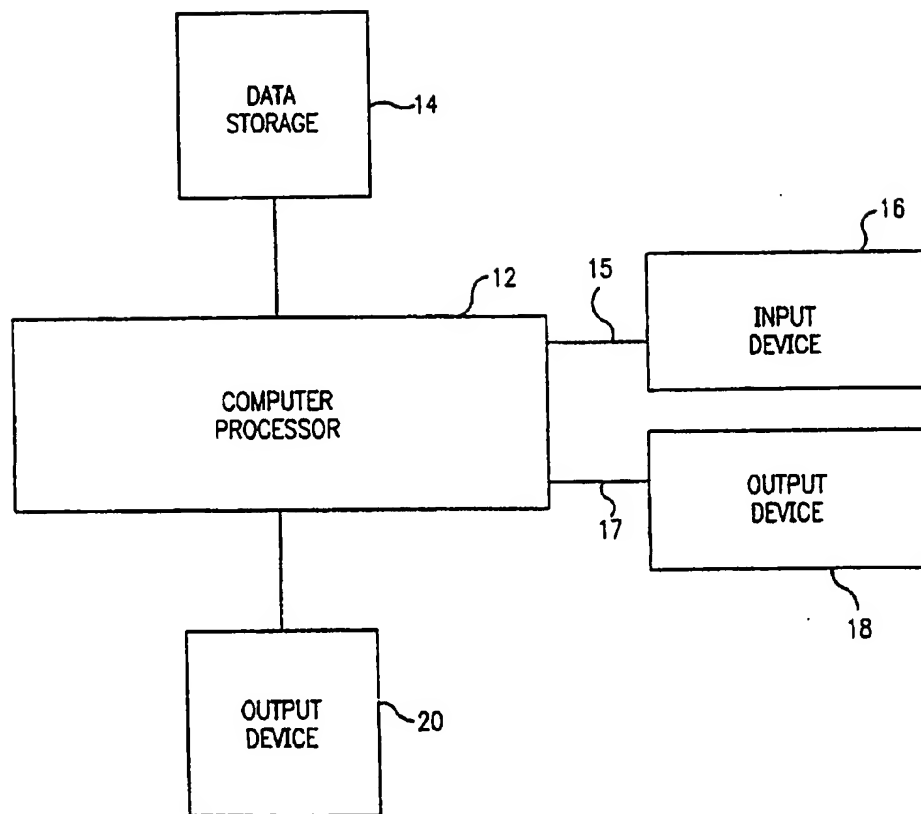 DATA
STORAGE
14
16
12
15
INPUT
DEVICE
COMPUTER
PROCESSOR
OUTPUT
DEVICE
17
18
OUTPUT
DEVICE
20